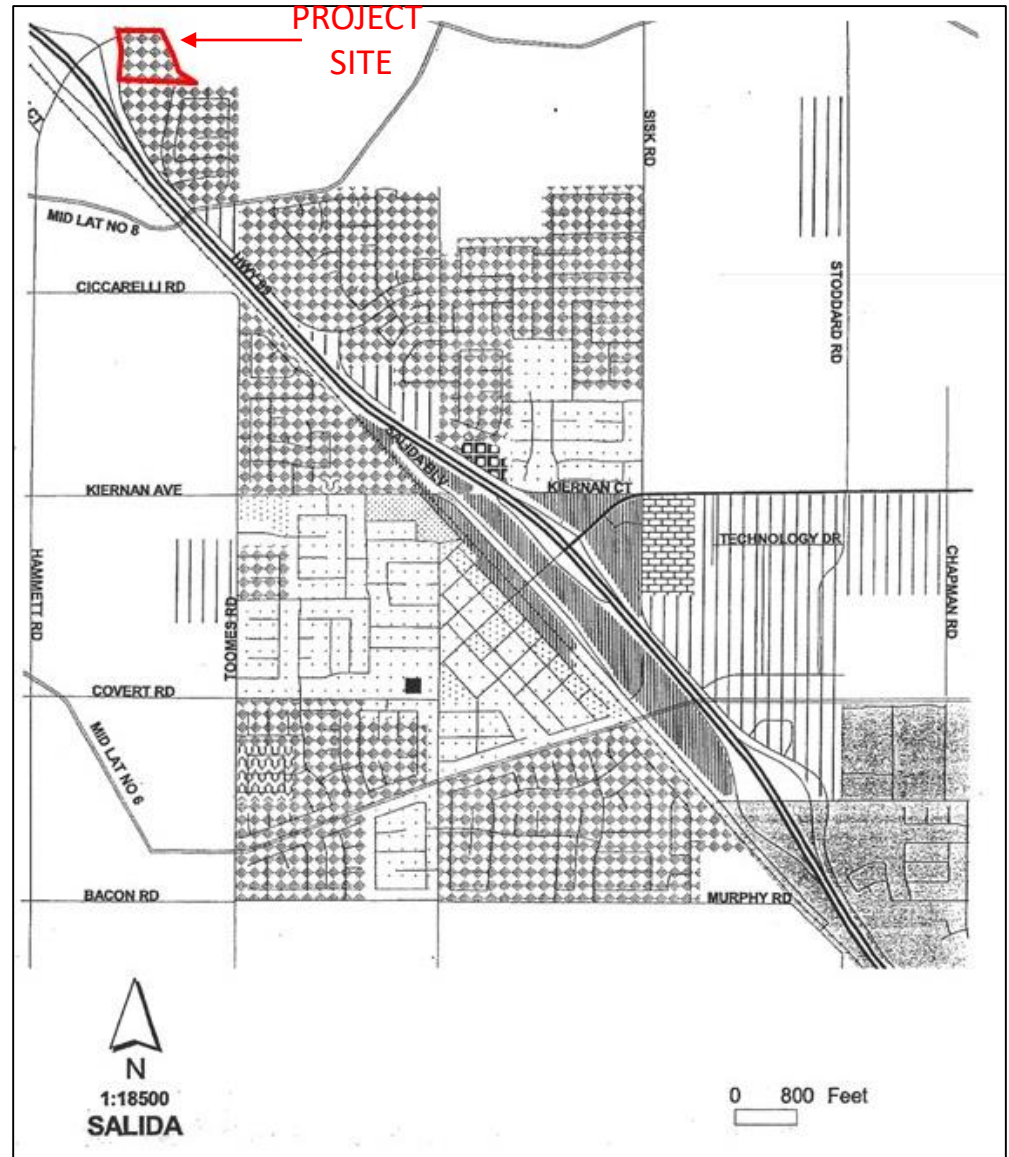 PROJECT
SITE
CT
SISK RD
MID LAT NO 8
HWY 99
STODDARD RD
CICCARELLI RD
SALIDA BLV
KIERNAN AVE
KIERNAN CT
TECHNOLOGY DR
HAMMETT RD
TOOMES RD
CHAPMAN RD
COVERT RD
MID LAT NO 6
BACON RD
MURPHY RD
N
1:18500
SALIDA
0 800 Feet